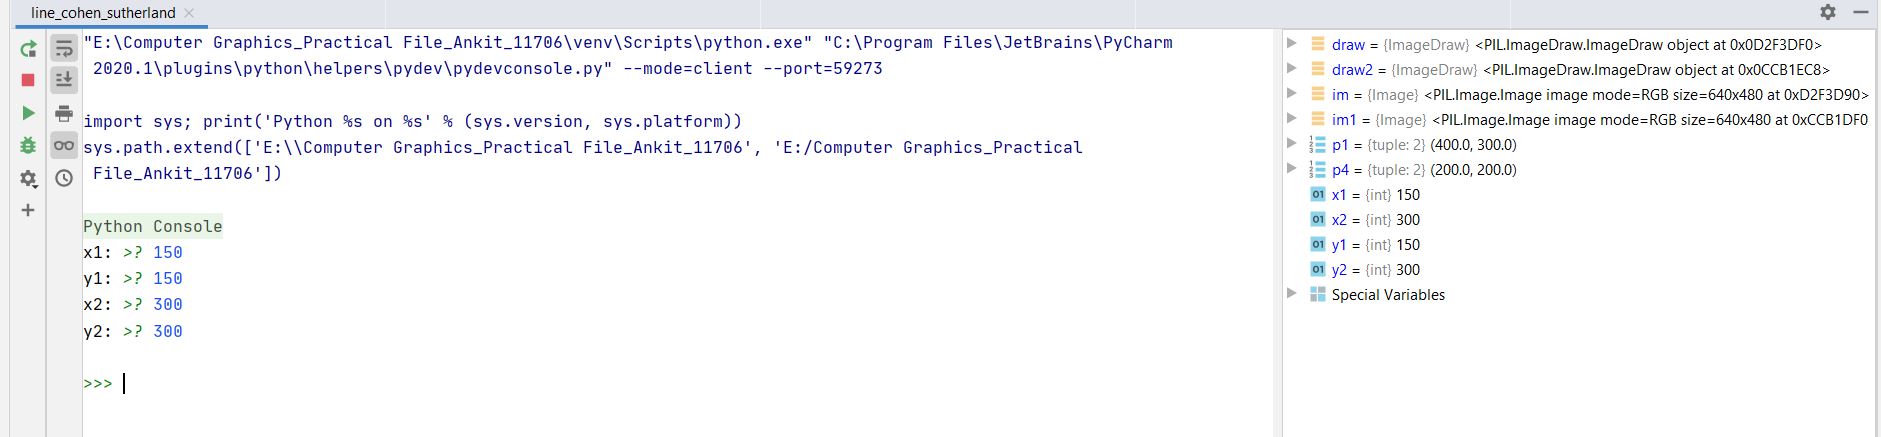 line_cohen_sutherland
"E:\Computer Graphics_Practical File_Ankit_11706\venv\Scripts\python.exe" "C:\Program Files\JetBrains\PyCharm
2020.1\plugins\python\helpers\pydev\pydevconsole.py" --mode=client --port=59273
import sys; print('Python %s on %s' % (sys.version, sys.platform))
sys.path.extend(['E:\\Computer Graphics_Practical File_Ankit_11706', 'E:/Computer Graphics_Practical
File_Ankit_11706'])
Python Console
x1: >? 150
y1: >? 150
x2: >? 300
y2: >? 300
>>>
draw = {ImageDraw} <PIL.ImageDraw.ImageDraw object at 0x0D2F3DF0>
draw2 = {ImageDraw} <PIL.ImageDraw.ImageDraw object at 0x0CCB1EC8>
im = {Image} <PIL.Image.Image image mode=RGB size=640x480 at 0xD2F3D90>
im1 = {Image} <PIL.Image.Image image mode=RGB size=640x480 at 0xCCB1DF0
p1 = {tuple: 2} (400.0, 300.0)
p4 = {tuple: 2} (200.0, 200.0)
x1 = {int} 150
x2 = {int} 300
y1 = {int} 150
y2 = {int} 300
Special Variables